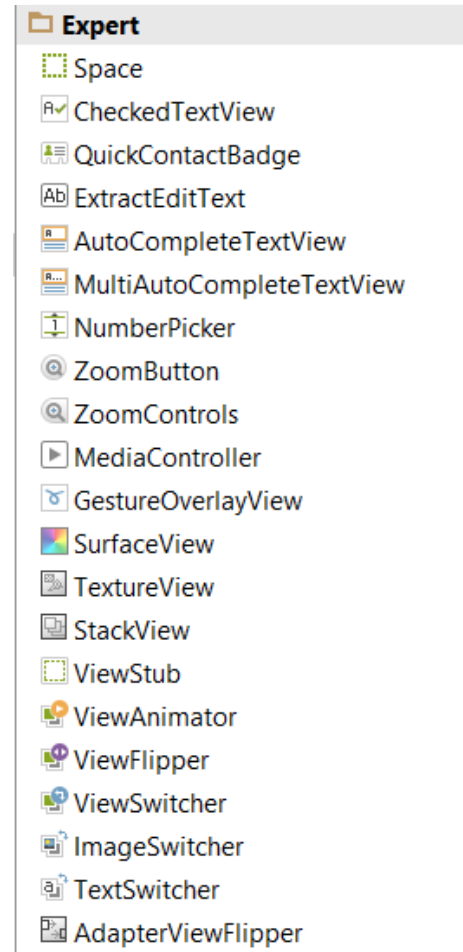 Expert
Space
CheckedTextView
QuickContactBadge
ExtractEditText
AutoCompleteTextView
MultiAutoCompleteTextView
NumberPicker
ZoomButton
ZoomControls
MediaController
GestureOverlayView
SurfaceView
TextureView
StackView
ViewStub
ViewAnimator
ViewFlipper
ViewSwitcher
ImageSwitcher
TextSwitcher
AdapterViewFlipper